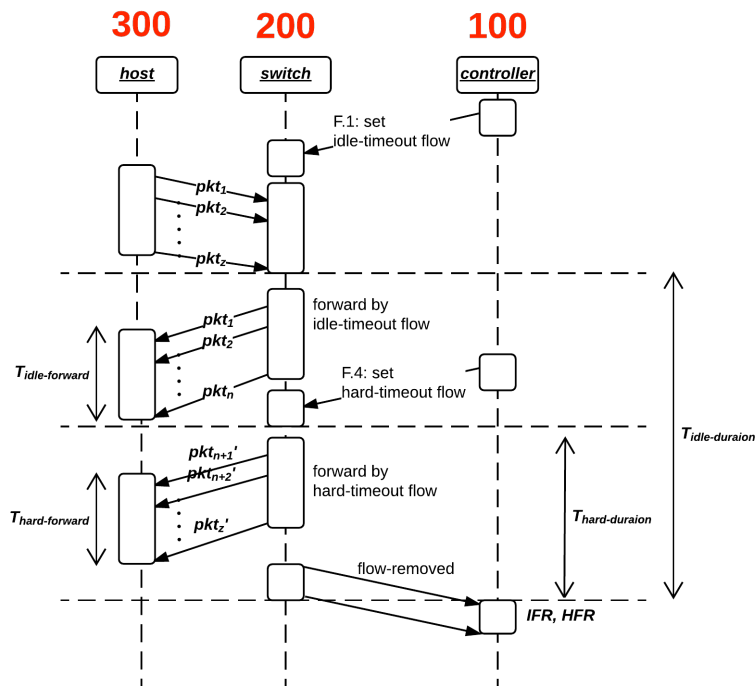 300 200 100
host switch controller
F.1: set
idle-timeout flow
pkt1
pkt2
pktz
forward by
idle-timeout flow
pkt1
pkt2
Tidle-forward
pktn
F.4: set
hard-timeout flow
Tidle-duraion
pktn+1'
pktn+2'
forward by
hard-timeout flow
Thard-forward
pktz'
Thard-duraion
flow-removed
IFR, HFR